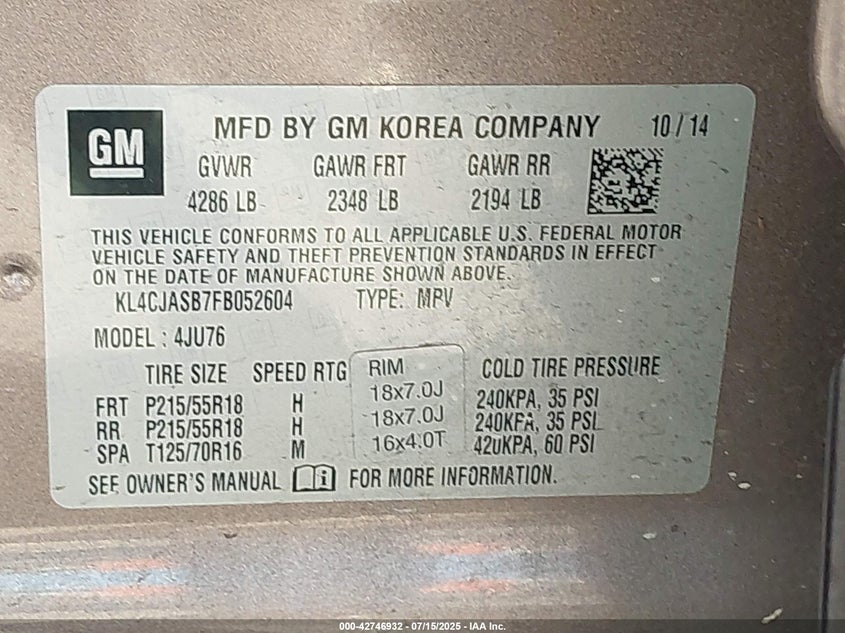 GM MFD BY GM KOREA COMPANY 10/14
GVWR GAWR FRT GAWR RR
4286 LB 2348 LB 2194 LB
THIS VEHICLE CONFORMS TO ALL APPLICABLE U.S. FEDERAL MOTOR
VEHICLE SAFETY AND THEFT PREVENTION STANDARDS IN EFFECT
ON THE DATE OF MANUFACTURE SHOWN ABOVE.
KL4CJASB7FB052604 TYPE: MPV
MODEL: 4JU76
TIRE SIZE SPEED RTG RIM COLD TIRE PRESSURE
FRT P215/55R18 H 18x7.0J 240KPA, 35 PSI
RR P215/55R18 H 18x7.0J 240KPA, 35 PSI
SPA T125/70R16 M 16x4.0T 420KPA, 60 PSI
SEE OWNER'S MANUAL FOR MORE INFORMATION.
000-42746932 - 07/15/2025 - IAA Inc.